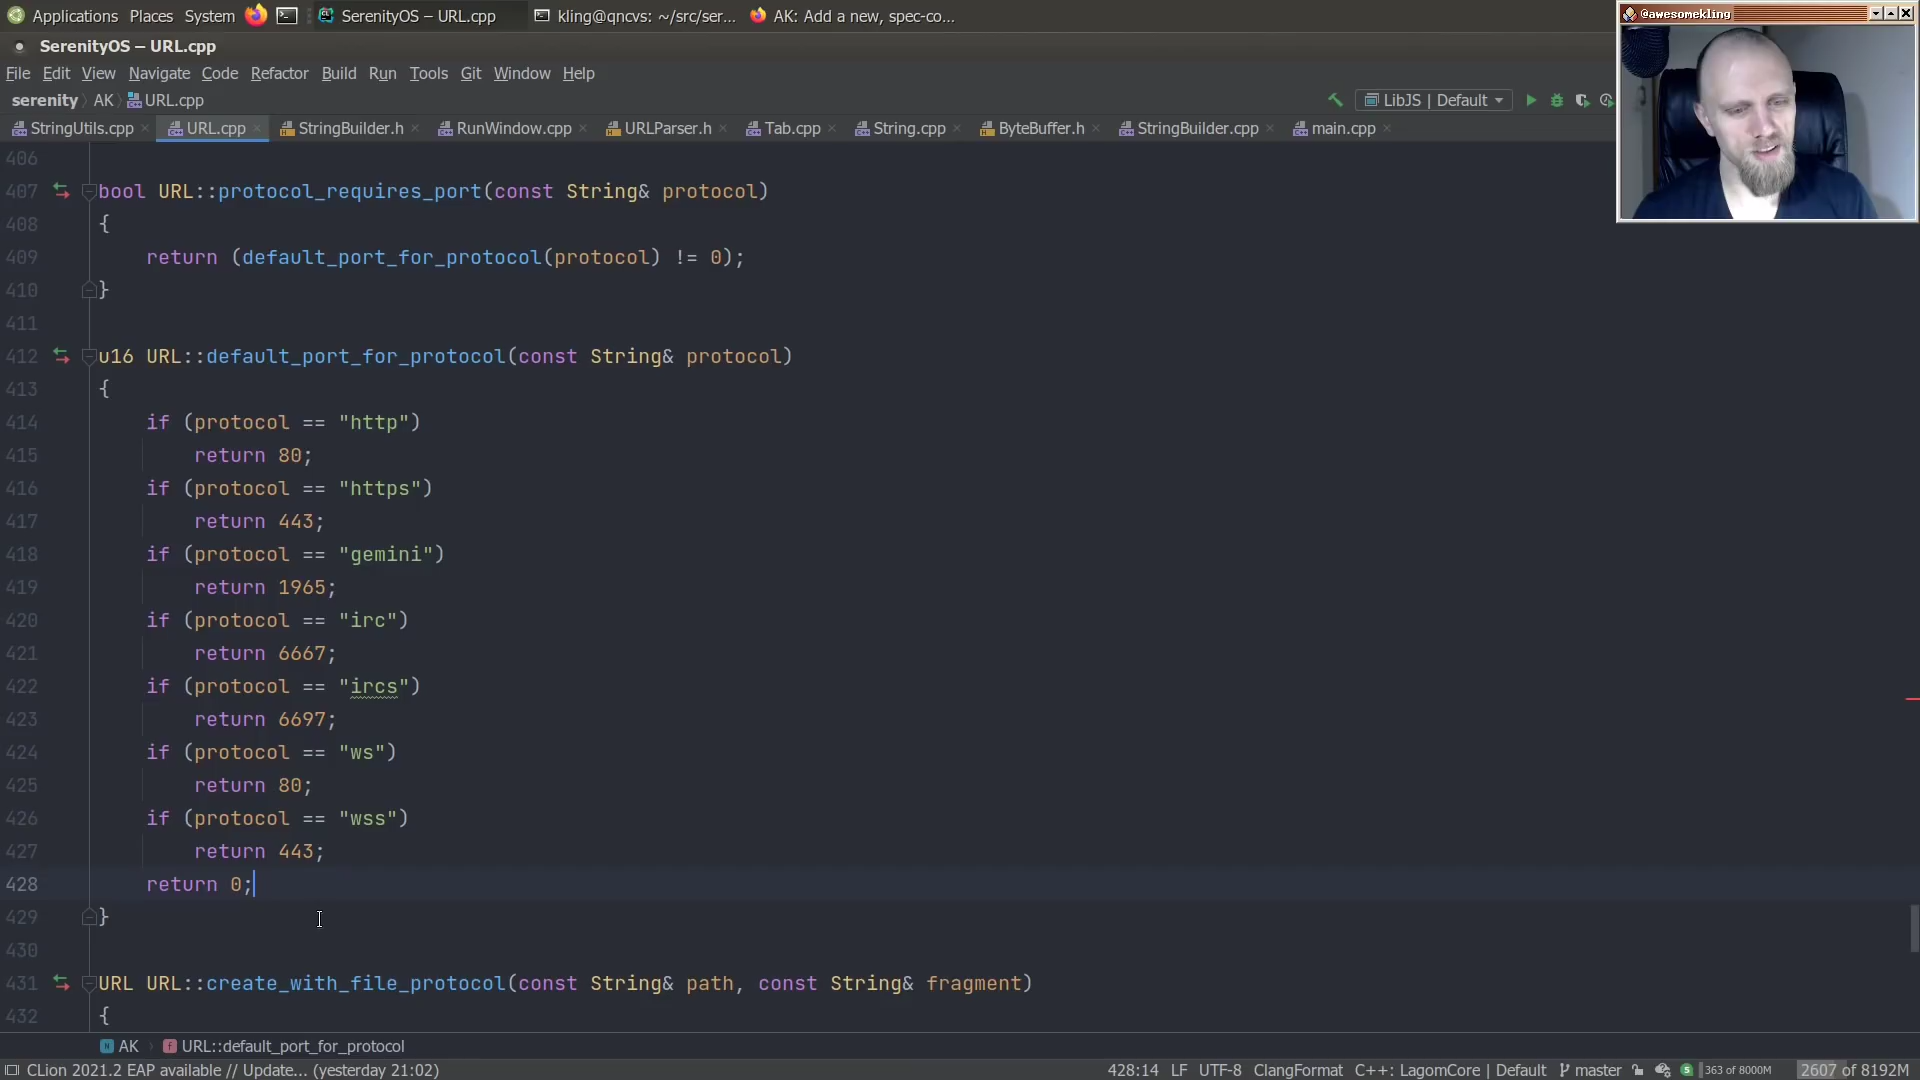 Applications Places System SerenityOS – URL.cpp kling@qncvs: ~/src/ser... AK: Add a new, spec-co...
@awesomekling
SerenityOS – URL.cpp
File Edit View Navigate Code Refactor Build Run Tools Git Window Help
serenity AK URL.cpp LibJS | Default
StringUtils.cpp URL.cpp StringBuilder.h RunWindow.cpp URLParser.h Tab.cpp String.cpp ByteBuffer.h StringBuilder.cpp main.cpp
406
407 bool URL::protocol_requires_port(const String& protocol)
408 {
409 return (default_port_for_protocol(protocol) != 0);
410 }
411
412 u16 URL::default_port_for_protocol(const String& protocol)
413 {
414 if (protocol == "http")
415 return 80;
416 if (protocol == "https")
417 return 443;
418 if (protocol == "gemini")
419 return 1965;
420 if (protocol == "irc")
421 return 6667;
422 if (protocol == "ircs")
423 return 6697;
424 if (protocol == "ws")
425 return 80;
426 if (protocol == "wss")
427 return 443;
428 return 0;
429 }
430
431 URL URL::create_with_file_protocol(const String& path, const String& fragment)
432 {
AK URL::default_port_for_protocol
CLion 2021.2 EAP available // Update... (yesterday 21:02) 428:14 LF UTF-8 ClangFormat C++: LagomCore | Default master 363 of 8000M 2607 of 8192M